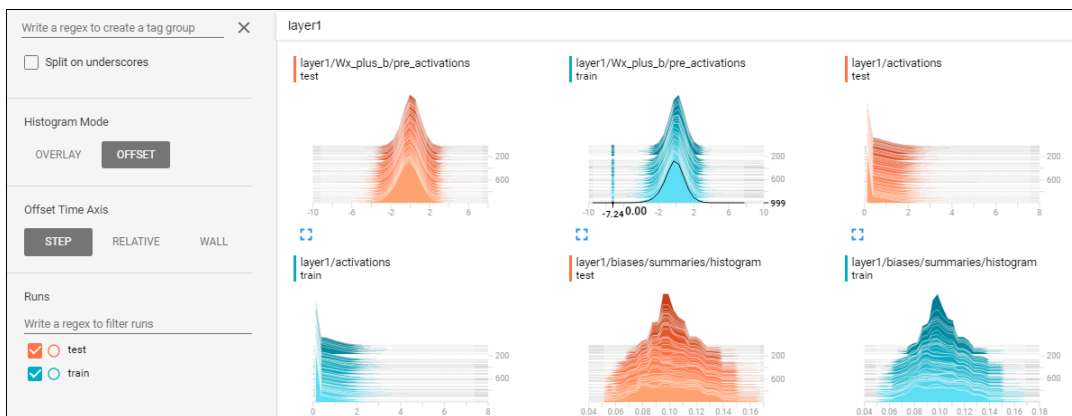 Write a regex to create a tag group
Split on underscores
Histogram Mode
OVERLAY OFFSET
Offset Time Axis
STEP RELATIVE WALL
Runs
Write a regex to filter runs
test
train
layer1
layer1/Wx_plus_b/pre_activations
test
200
600
-10 -6 -2 2 6
layer1/Wx_plus_b/pre_activations
train
200
600
999
-10 -7.24 0.00 -2 2 6 10
layer1/activations
test
200
600
0 2 4 6 8
layer1/activations
train
200
600
0 2 4 6 8
layer1/biases/summaries/histogram
test
200
600
0.04 0.06 0.08 0.10 0.12 0.14 0.16
layer1/biases/summaries/histogram
train
200
600
0.04 0.06 0.08 0.10 0.12 0.14 0.16 0.18